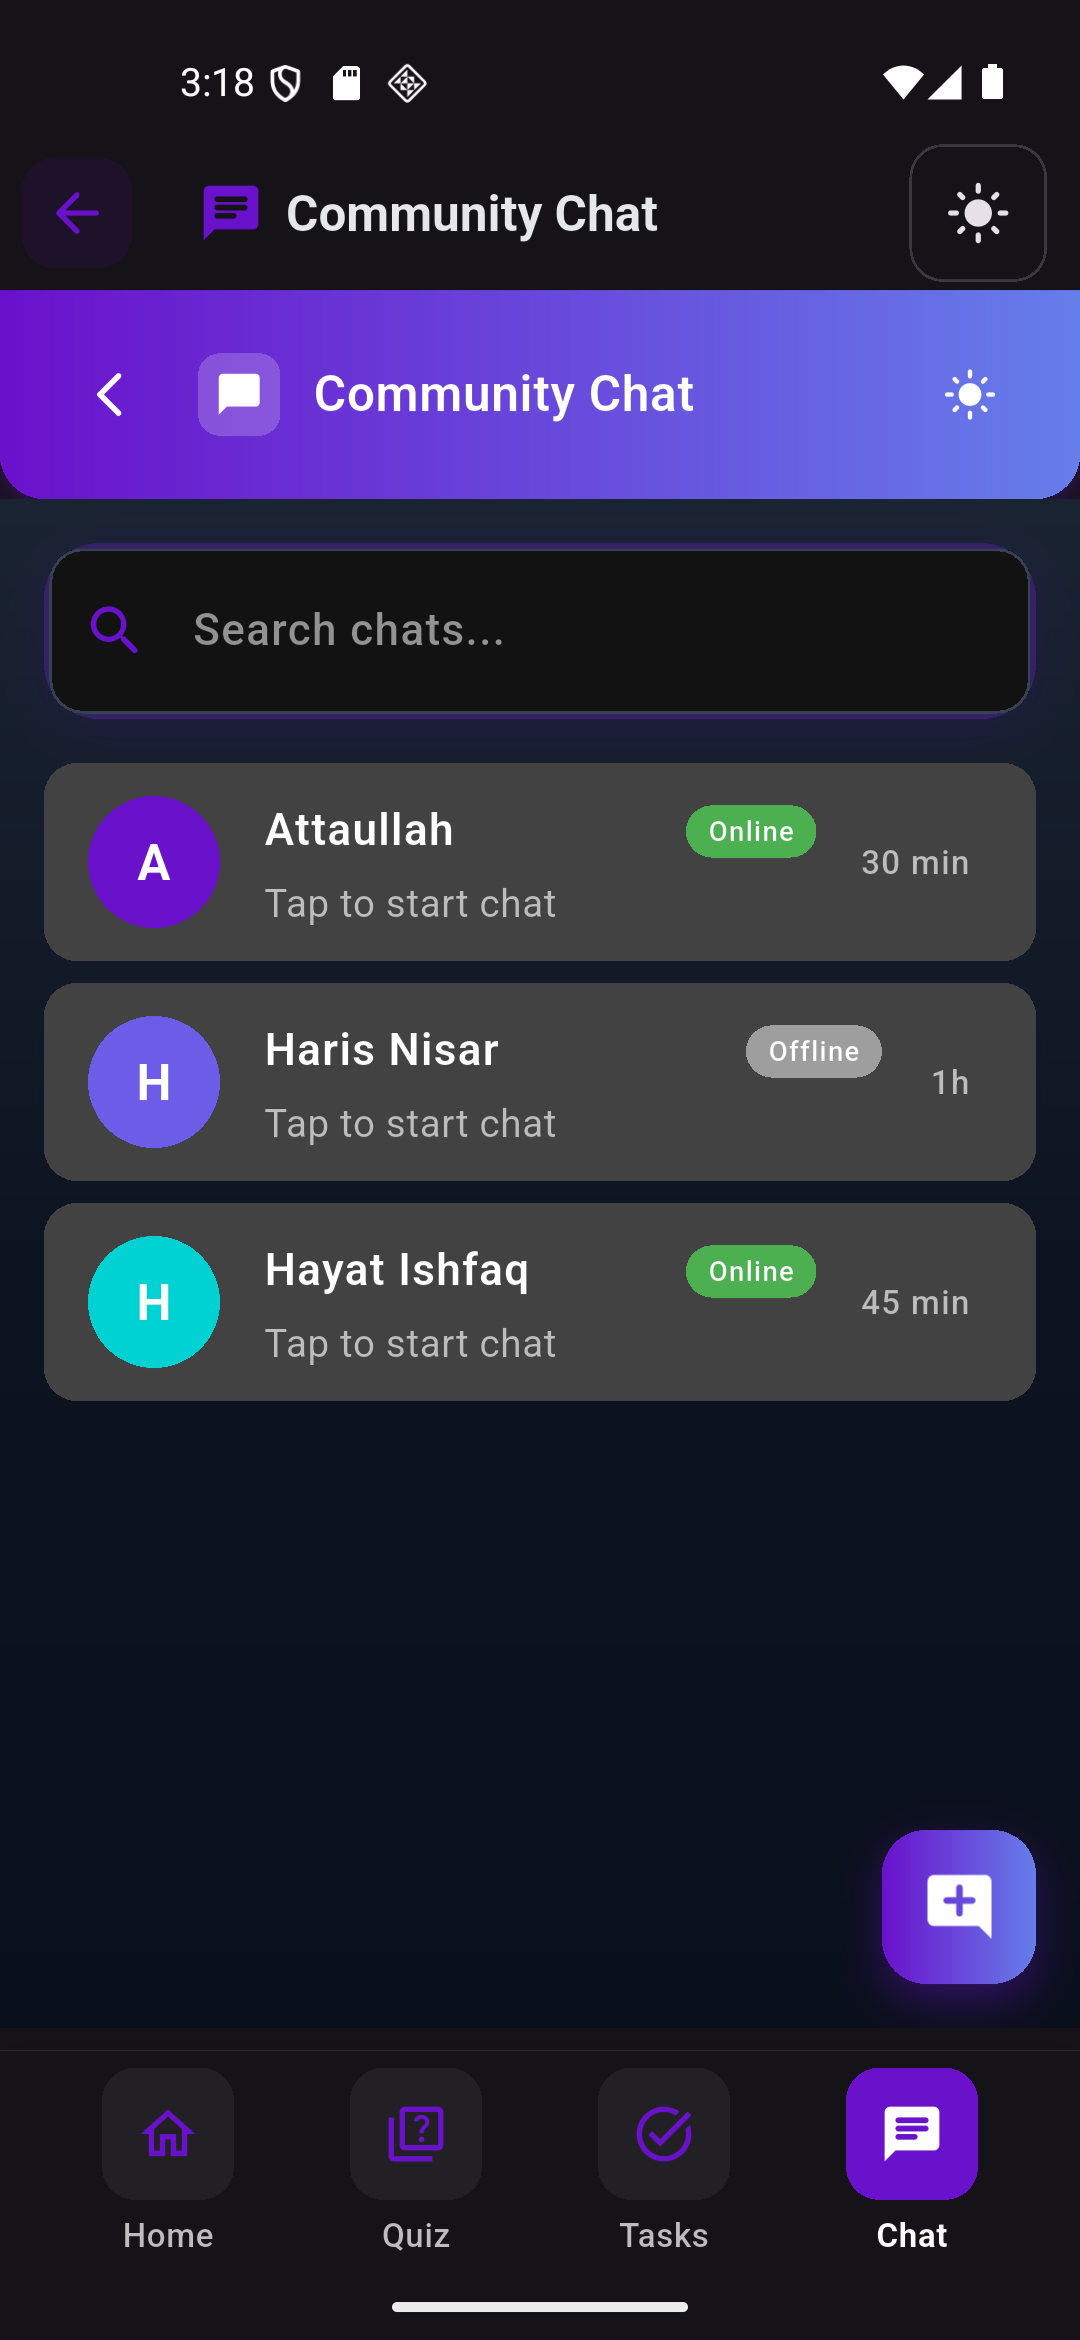 3:18
Community Chat
Community Chat
Search chats...
A
Attaullah
Online
30 min
Tap to start chat
H
Haris Nisar
Offline
1h
Tap to start chat
H
Hayat Ishfaq
Online
45 min
Tap to start chat
Home
Quiz
Tasks
Chat